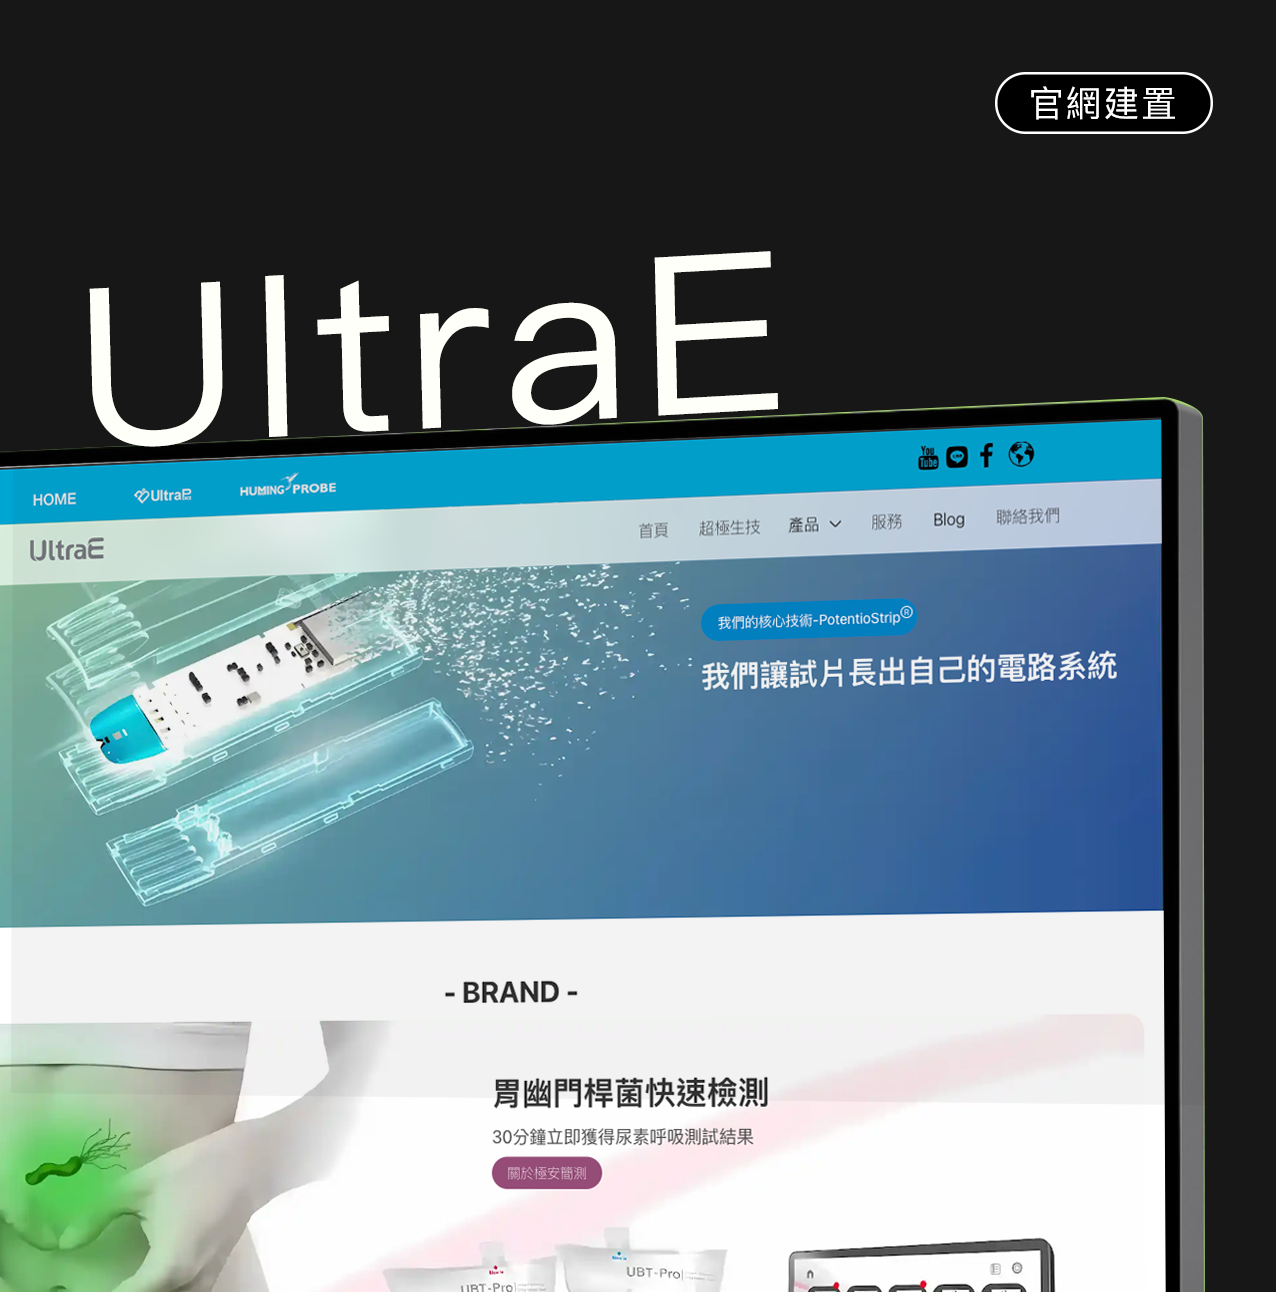 官網建置
UltraE
HOME
UltraE
HUMING PROBE
You
Tube
LINE
UltraE
首頁 超極生技 產品 服務 Blog 聯絡我們
我們的核心技術-PotentioStrip®
我們讓試片長出自己的電路系統
- BRAND -
胃幽門桿菌快速檢測
30分鐘立即獲得尿素呼吸測試結果
關於極安簡測
UBT-Pro
UBT-Pro